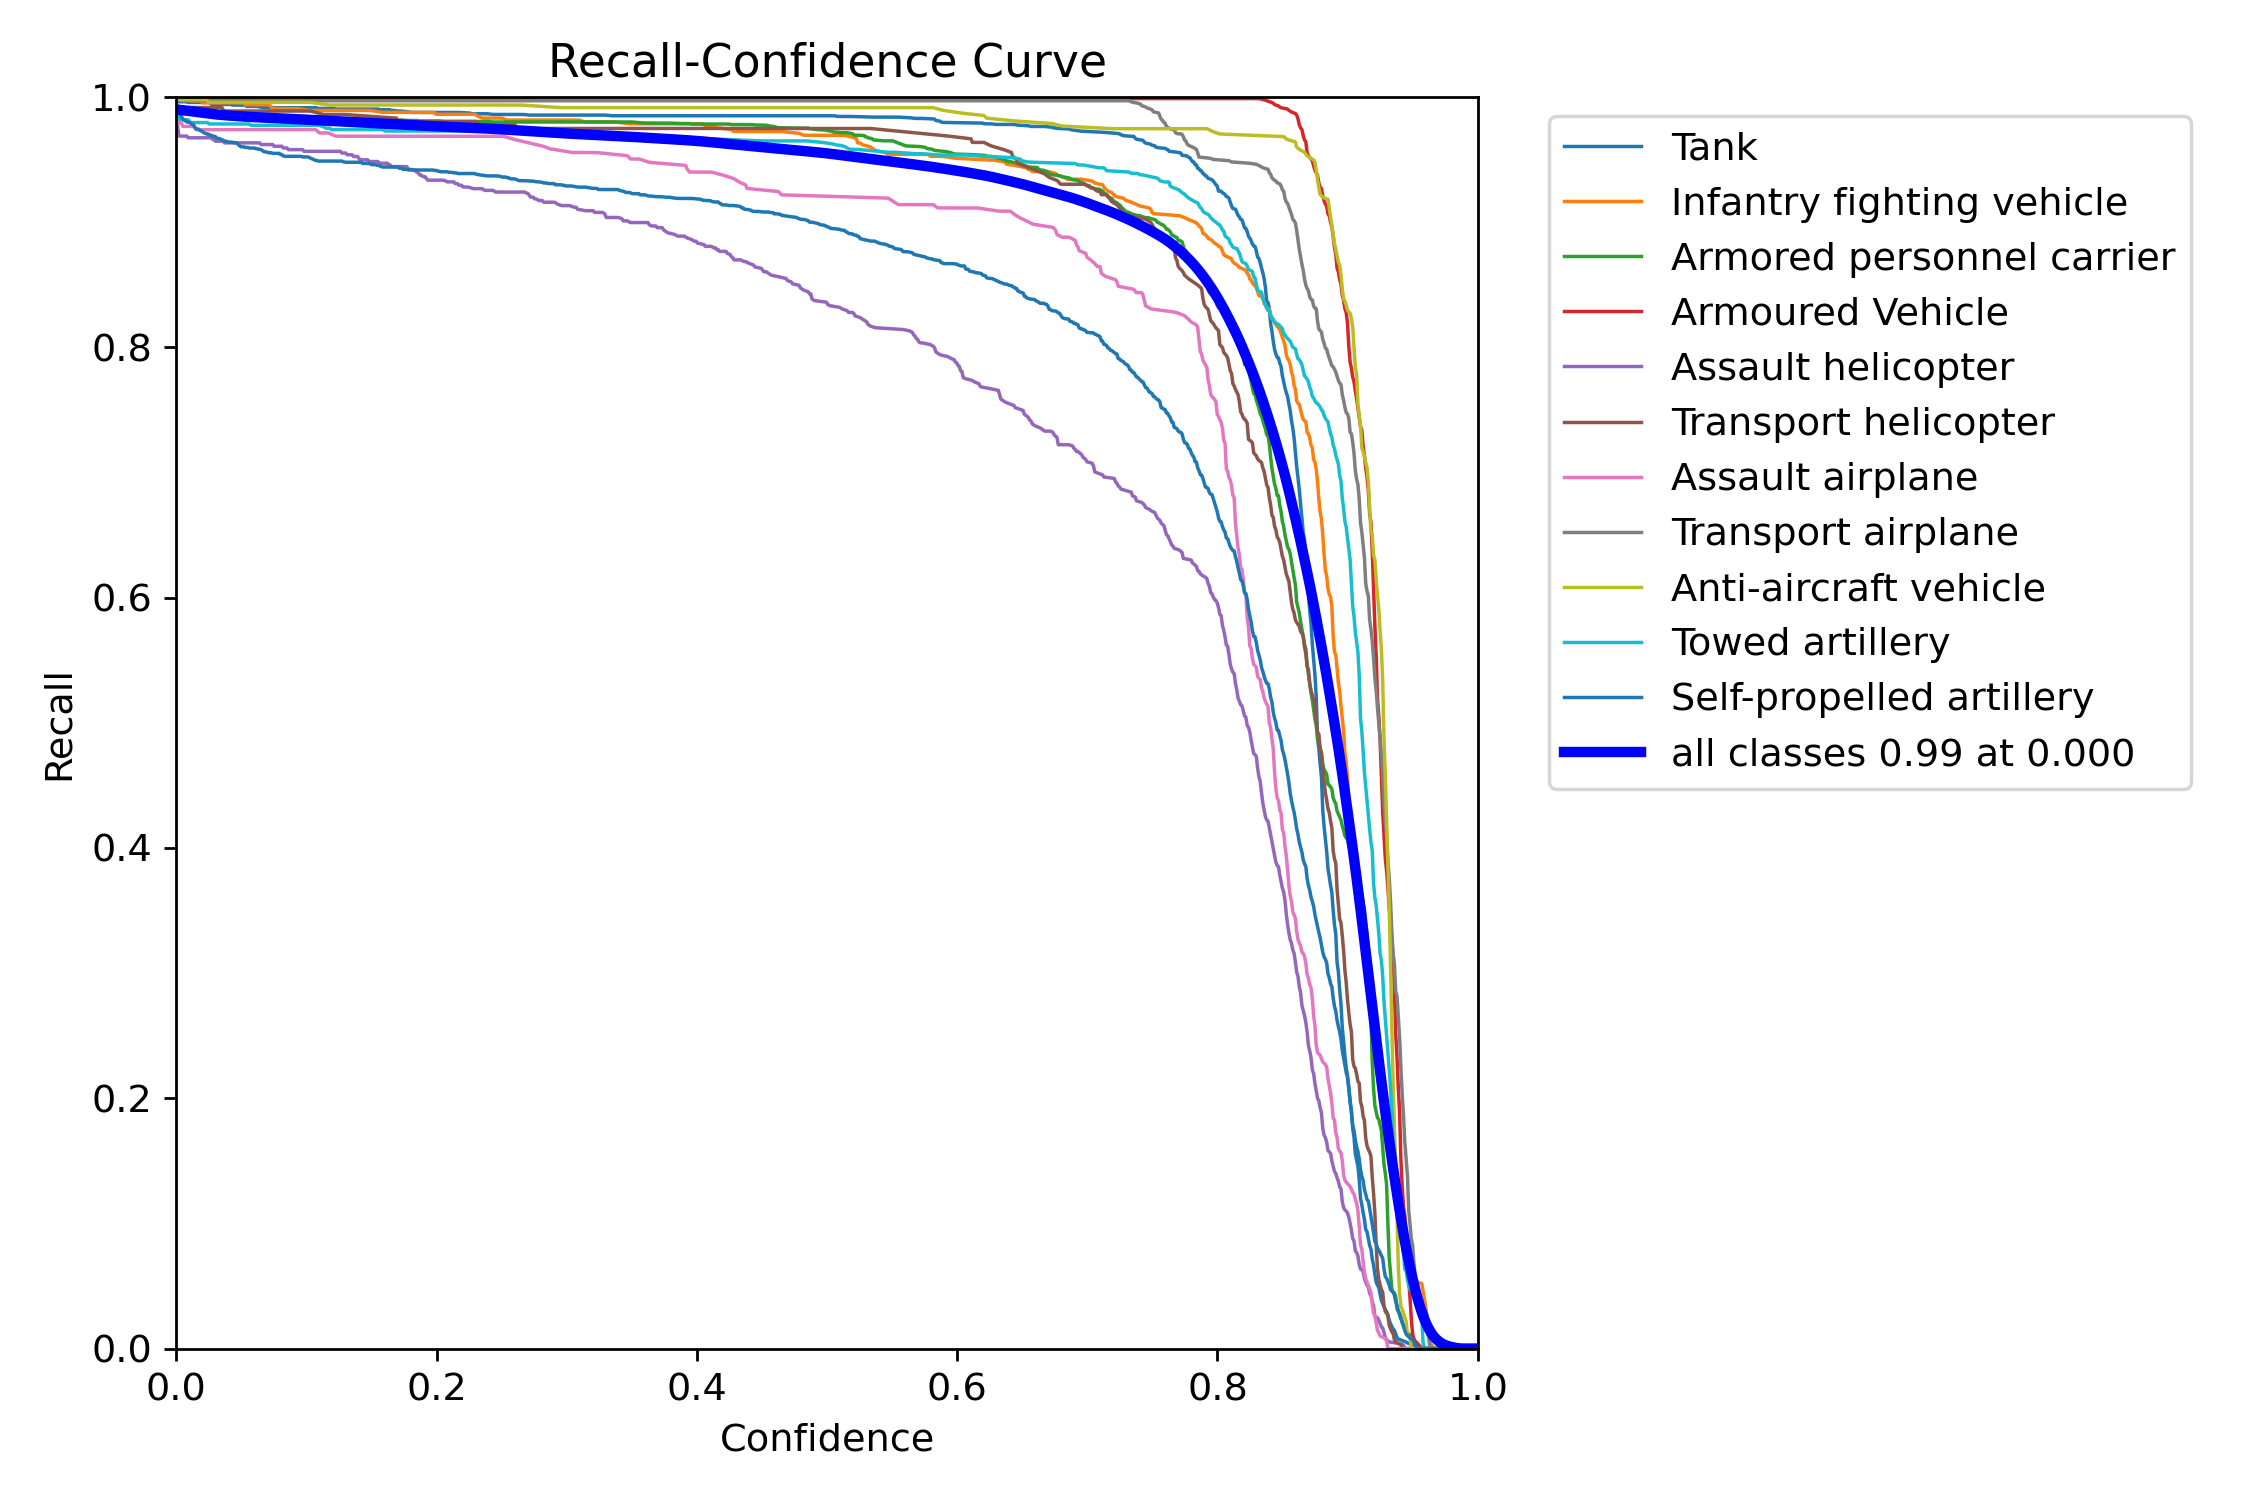 Recall-Confidence Curve
1.0
0.8
0.6
0.4
0.2
0.0
Recall
0.0 0.2 0.4 0.6 0.8 1.0
Confidence
Tank
Infantry fighting vehicle
Armored personnel carrier
Armoured Vehicle
Assault helicopter
Transport helicopter
Assault airplane
Transport airplane
Anti-aircraft vehicle
Towed artillery
Self-propelled artillery
all classes 0.99 at 0.000